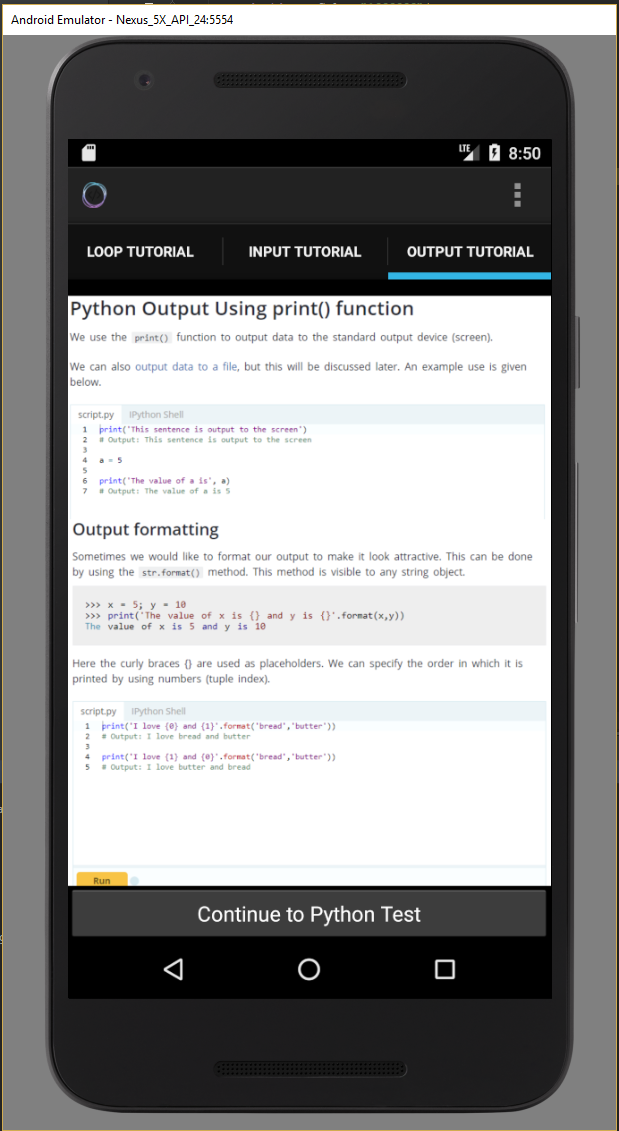 Android Emulator - Nexus_5X_API_24:5554
LTE 8:50
LOOP TUTORIAL INPUT TUTORIAL OUTPUT TUTORIAL
Python Output Using print() function
We use the print() function to output data to the standard output device (screen).
We can also output data to a file, but this will be discussed later. An example use is given
below.
script.py IPython Shell
1 print('This sentence is output to the screen')
2 # Output: This sentence is output to the screen
3
4 a = 5
5
6 print('The value of a is', a)
7 # Output: The value of a is 5
Output formatting
Sometimes we would like to format our output to make it look attractive. This can be done
by using the str.format() method. This method is visible to any string object.
>>> x = 5; y = 10
>>> print('The value of x is {} and y is {}'.format(x,y))
The value of x is 5 and y is 10
Here the curly braces {} are used as placeholders. We can specify the order in which it is
printed by using numbers (tuple index).
script.py IPython Shell
1 print('I love {0} and {1}'.format('bread','butter'))
2 # Output: I love bread and butter
3
4 print('I love {1} and {0}'.format('bread','butter'))
5 # Output: I love butter and bread
Run
Continue to Python Test